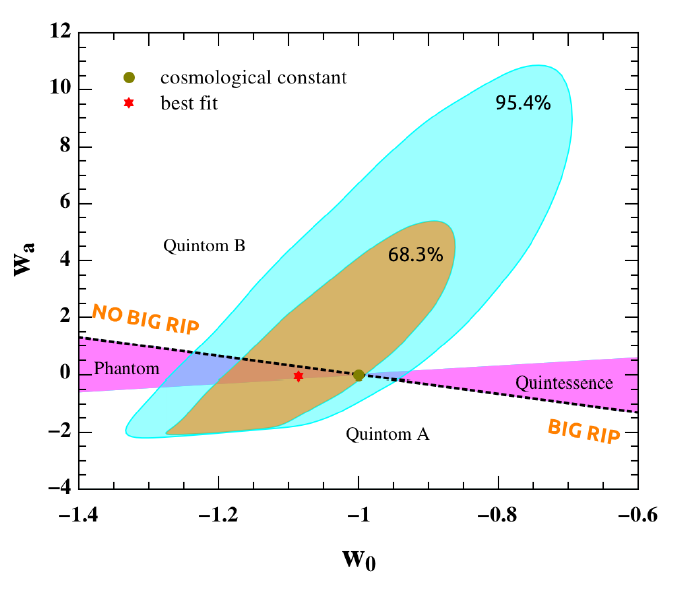 12
10
8
6
4
2
0
−2
−4
wa
cosmological constant
best fit
95.4%
68.3%
Quintom B
NO BIG RIP
Phantom
Quintessence
Quintom A
BIG RIP
−1.4 −1.2 −1 −0.8 −0.6
w0